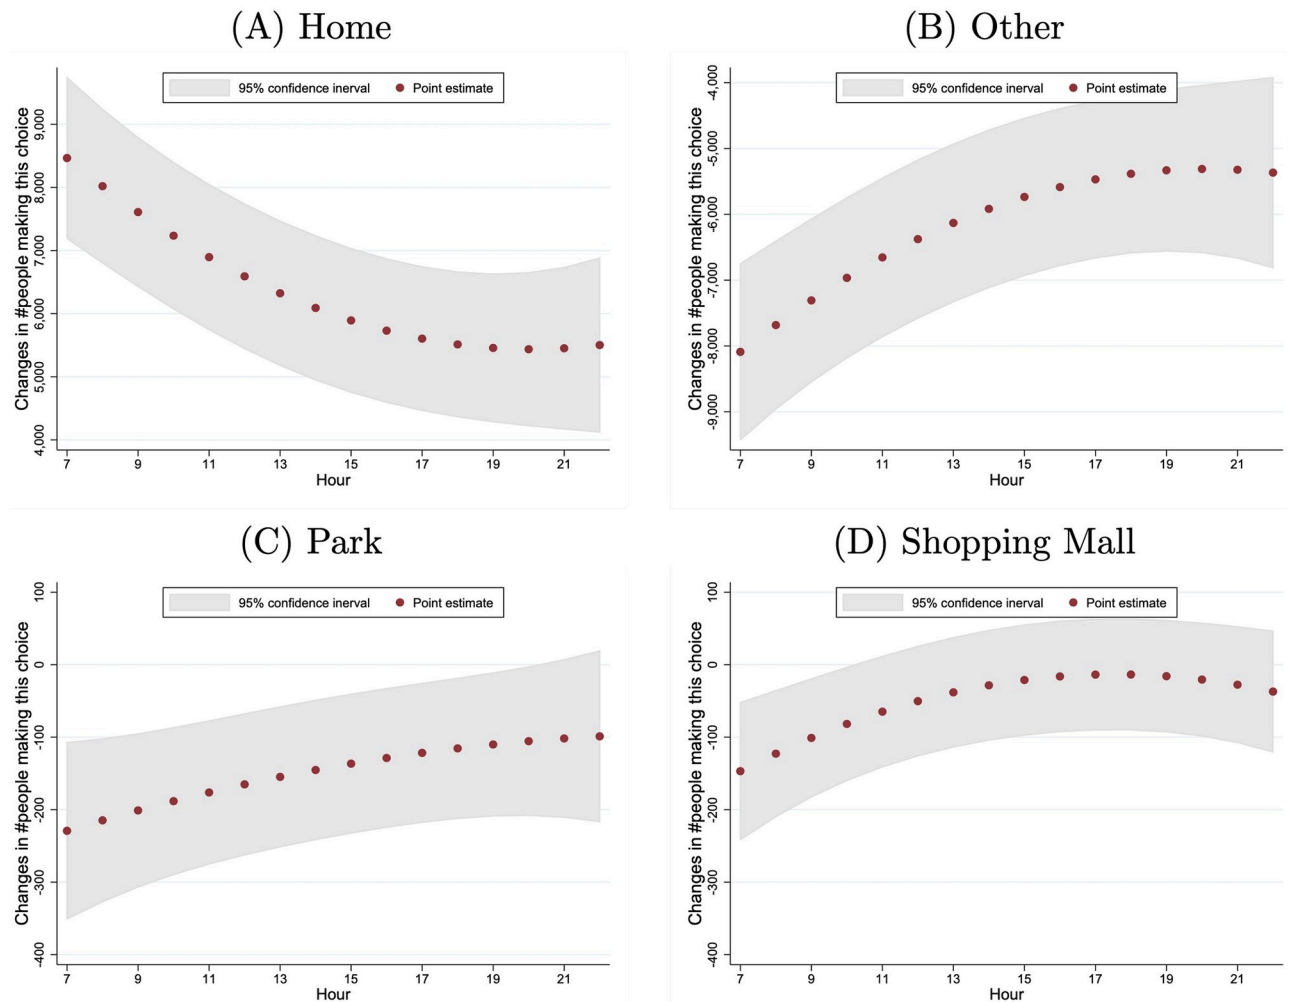 (A) Home
95% confidence inerval
Point estimate
Changes in #people making this choice
9,000
8,000
7,000
6,000
5,000
4,000
7 9 11 13 15 17 19 21
Hour
(B) Other
95% confidence inerval
Point estimate
Changes in #people making this choice
-4,000
-5,000
-6,000
-7,000
-8,000
-9,000
7 9 11 13 15 17 19 21
Hour
(C) Park
95% confidence inerval
Point estimate
Changes in #people making this choice
100
0
-100
-200
-300
-400
7 9 11 13 15 17 19 21
Hour
(D) Shopping Mall
95% confidence inerval
Point estimate
Changes in #people making this choice
100
0
-100
-200
-300
-400
7 9 11 13 15 17 19 21
Hour